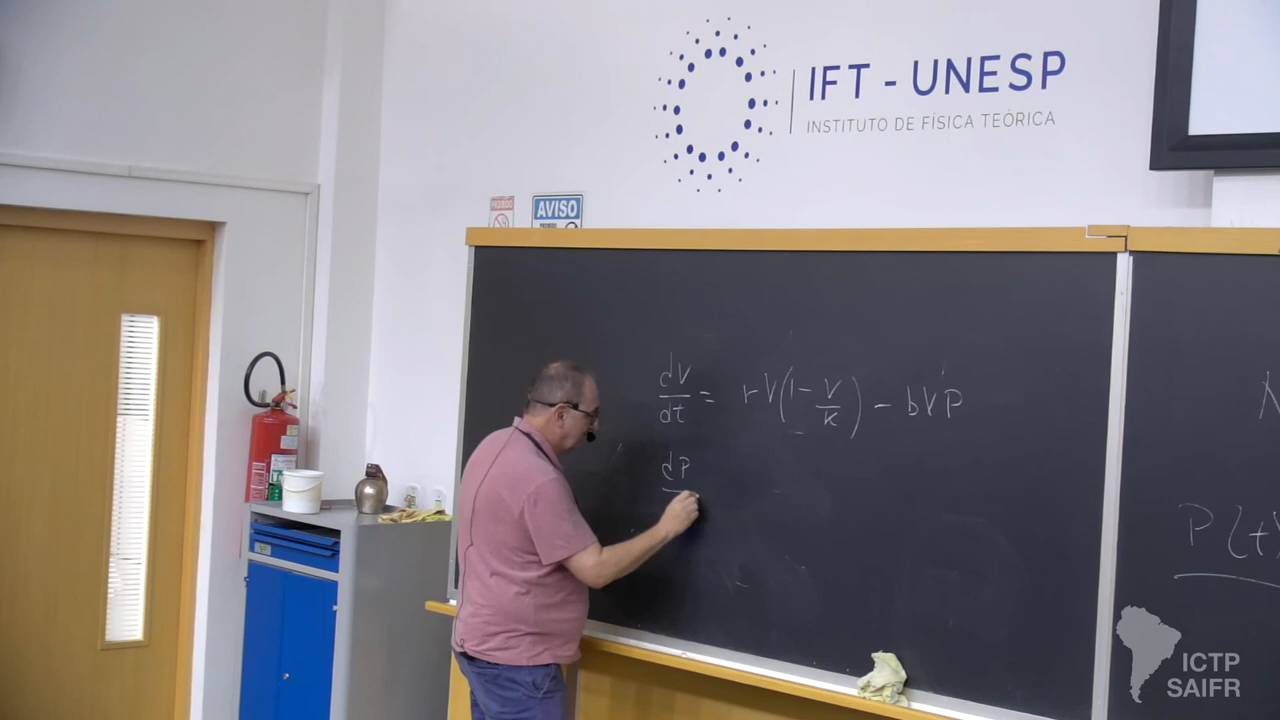 IFT - UNESP
INSTITUTO DE FÍSICA TEÓRICA
AVISO
dV/dt = rV(1 - V/K) - bVP
dP
P(t)
ICTP
SAIFR